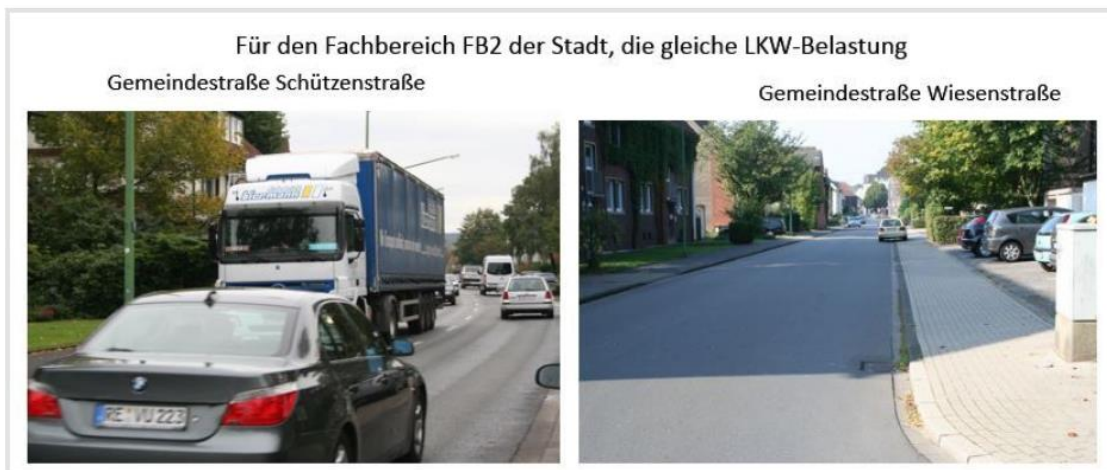 Für den Fachbereich FB2 der Stadt, die gleiche LKW-Belastung
Gemeindestraße Schützenstraße
Gemeindestraße Wiesenstraße
RE VU 223